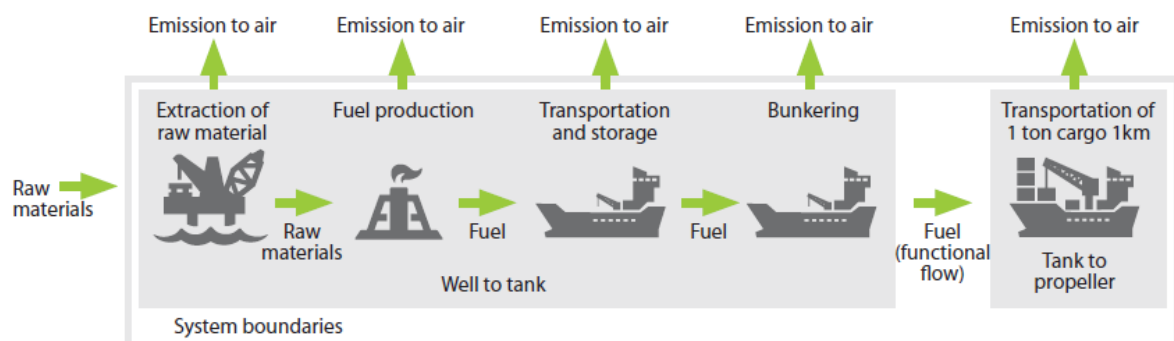 Emission to air
Emission to air
Emission to air
Emission to air
Emission to air
Extraction of
raw material
Fuel production
Transportation
and storage
Bunkering
Transportation of
1 ton cargo 1km
Raw
materials
Raw
materials
Fuel
Fuel
Fuel
(functional
flow)
Tank to
propeller
Well to tank
System boundaries